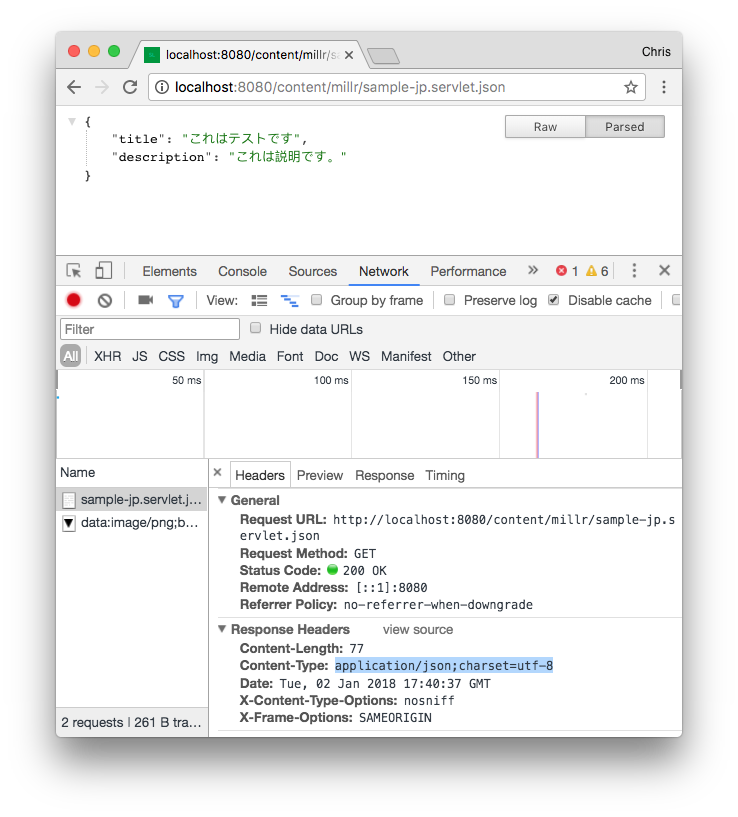 localhost:8080/content/millr/sa
Chris
localhost:8080/content/millr/sample-jp.servlet.json
{
"title": "これはテストです",
"description": "これは説明です。"
}
Raw Parsed
Elements Console Sources Network Performance » 1 6
View: Group by frame Preserve log Disable cache
Filter Hide data URLs
All XHR JS CSS Img Media Font Doc WS Manifest Other
50 ms 100 ms 150 ms 200 ms
Name
Headers Preview Response Timing
sample-jp.servlet.j...
data:image/png;b...
General
Request URL: http://localhost:8080/content/millr/sample-jp.s
ervlet.json
Request Method: GET
Status Code: 200 OK
Remote Address: [::1]:8080
Referrer Policy: no-referrer-when-downgrade
Response Headers view source
Content-Length: 77
Content-Type: application/json;charset=utf-8
Date: Tue, 02 Jan 2018 17:40:37 GMT
X-Content-Type-Options: nosniff
X-Frame-Options: SAMEORIGIN
2 requests | 261 B tra...